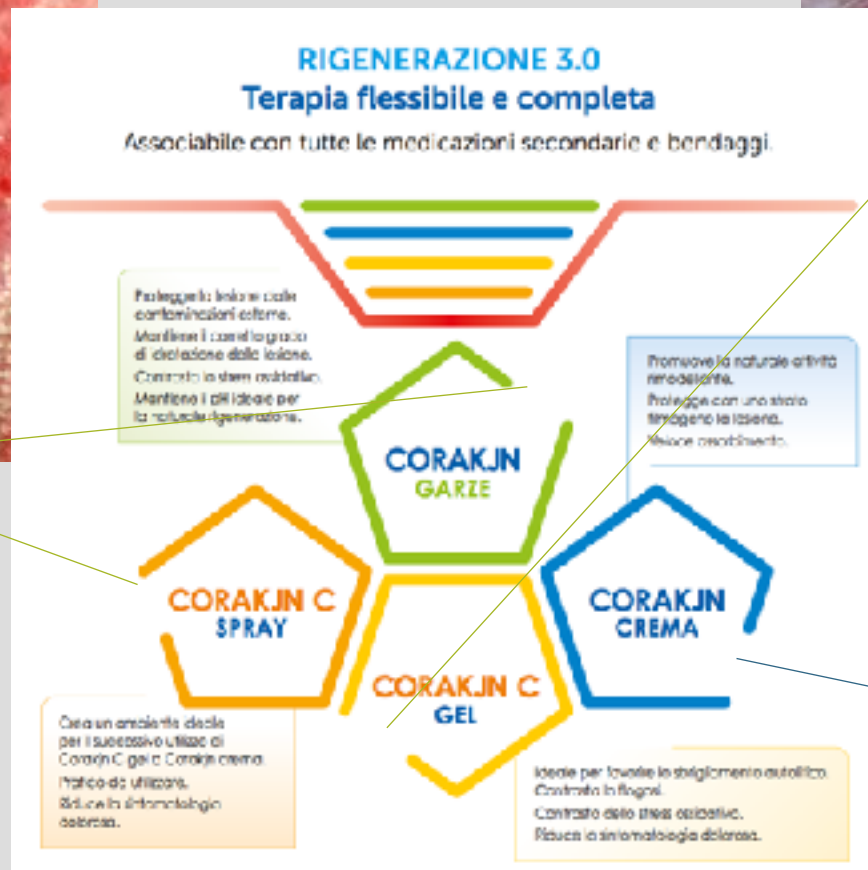 RIGENERAZIONE 3.0
Terapia flessibile e completa
Associabile con tutte le medicazioni secondarie e bendaggi.
Protegge la lesione dalle
contaminazioni esterne.
Mantiene il corretto grado
di idratazione della lesione.
Contrasta lo stress ossidativo.
Mantiene il pH ideale per
la naturale rigenerazione.
Promuove la naturale attività
rimodellante.
Protegge con uno strato
la lesione.
Veloce assorbimento.
CORAKJN
GARZE
CORAKJN C
SPRAY
CORAKJN
CREMA
CORAKJN C
GEL
Crea un ambiente ideale
per il successivo utilizzo di
Corakjn C gel o Corakjn crema.
Pratico da utilizzare.
Riduce la sintomatologia
dolorosa.
Ideale per favorire lo sbrigliamento autolitico.
Contrasta la flogosi.
Contrasto dello stress ossidativo.
Riduce la sintomatologia dolorosa.